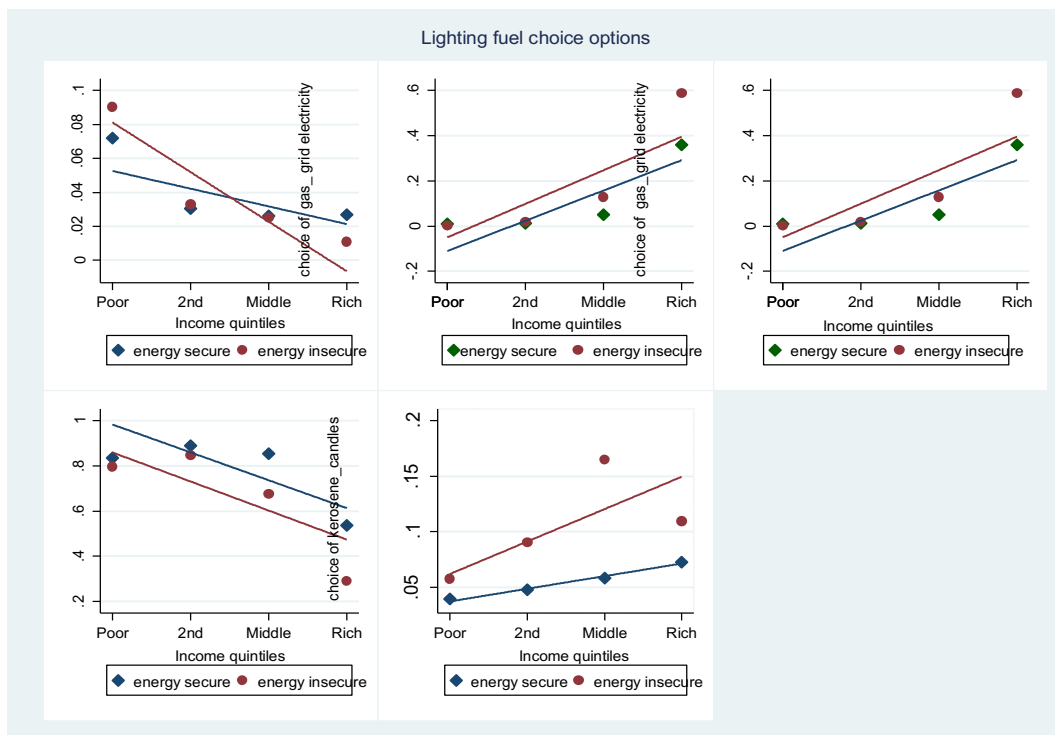 Lighting fuel choice options
.1
.08
.06
.04
.02
0
Poor 2nd Middle Rich
Income quintiles
energy secure energy insecure
choice of gas_ grid electricity
.6
.4
.2
0
-.2
Poor 2nd Middle Rich
Income quintiles
energy secure energy insecure
choice of gas_ grid electricity
.6
.4
.2
0
-.2
Poor 2nd Middle Rich
Income quintiles
energy secure energy insecure
1
.8
.6
.4
.2
Poor 2nd Middle Rich
Income quintiles
energy secure energy insecure
choice of kerosene_candles
.2
.15
.1
.05
Poor 2nd Middle Rich
Income quintiles
energy secure energy insecure